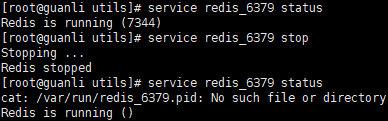 [root@guanli utils]# service redis_6379 status
Redis is running (7344)
[root@guanli utils]# service redis_6379 stop
Stopping ...
Redis stopped
[root@guanli utils]# service redis_6379 status
cat: /var/run/redis_6379.pid: No such file or directory
Redis is running ()